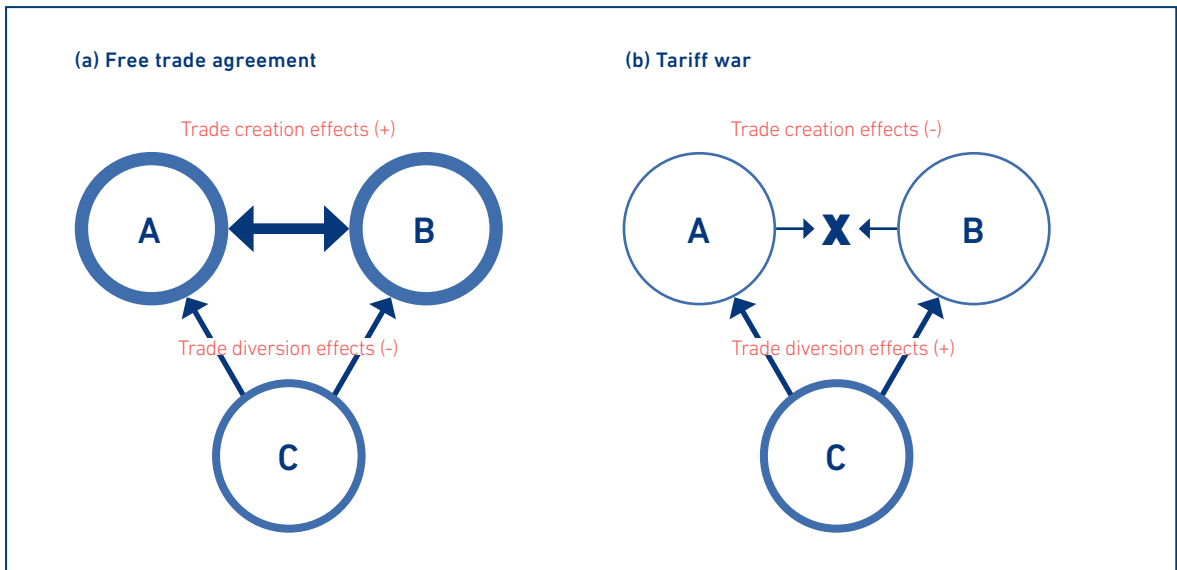 (a) Free trade agreement
Trade creation effects (+)
A
B
Trade diversion effects (-)
C
(b) Tariff war
Trade creation effects (-)
A
X
B
Trade diversion effects (+)
C